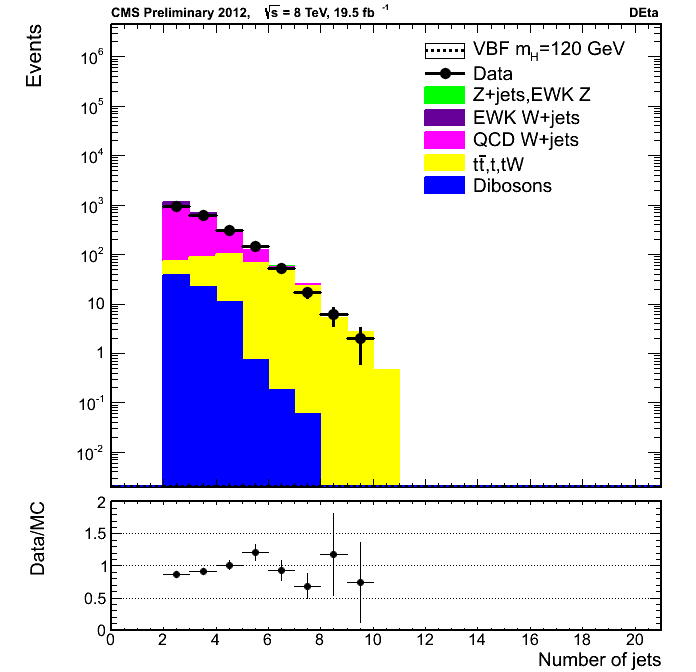 CMS Preliminary 2012, √s = 8 TeV, 19.5 fb⁻¹ DEta
Events
VBF m_H=120 GeV
Data
Z+jets,EWK Z
EWK W+jets
QCD W+jets
tt̄,t,tW
Dibosons
10⁶
10⁵
10⁴
10³
10²
10
1
10⁻¹
10⁻²
Data/MC
2
1.5
1
0.5
0
0 2 4 6 8 10 12 14 16 18 20
Number of jets